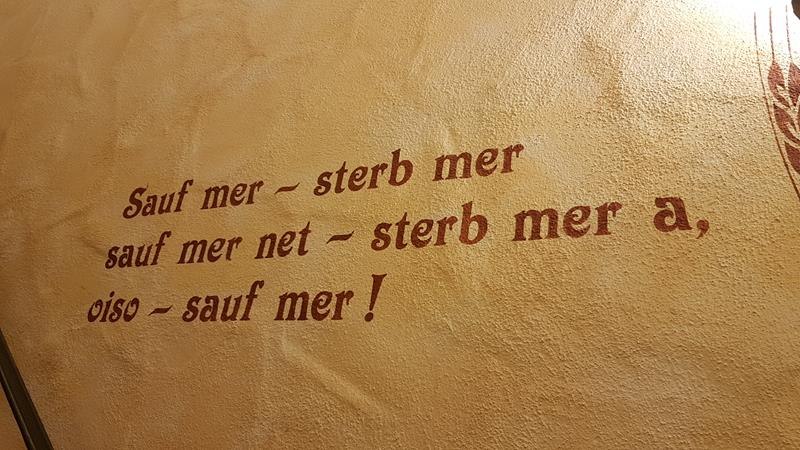 Sauf mer – sterb mer
sauf mer net – sterb mer a,
oiso – sauf mer !